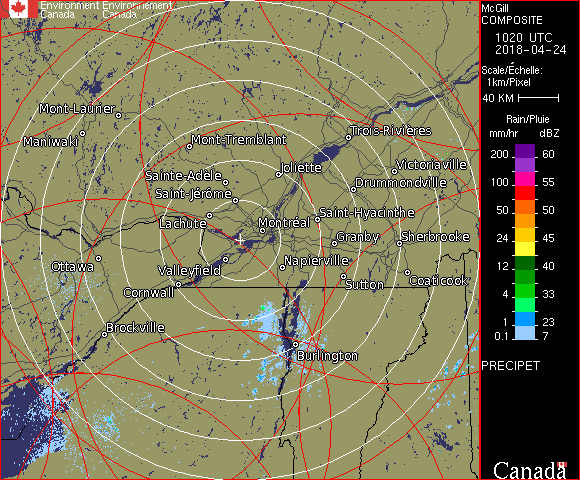 Environment Environnement
Canada Canada
McGill
COMPOSITE
1020 UTC
2018-04-24
Scale/Échelle:
1km/Pixel
40 KM
Rain/Pluie
mm/hr dBZ
200 60
100 55
50 50
24 45
12 40
4 33
1 23
0.1 7
PRECIPET
Canada
Mont-Laurier
Maniwaki
Mont-Tremblant
Trois-Rivières
Joliette
Victoriaville
Sainte-Adèle
Drummondville
Saint-Jérôme
Lachute
Saint-Hyacinthe
Montréal
Granby
Sherbrooke
Ottawa
Valleyfield
Napierville
Cornwall
Sutton
Coaticook
Brockville
Burlington